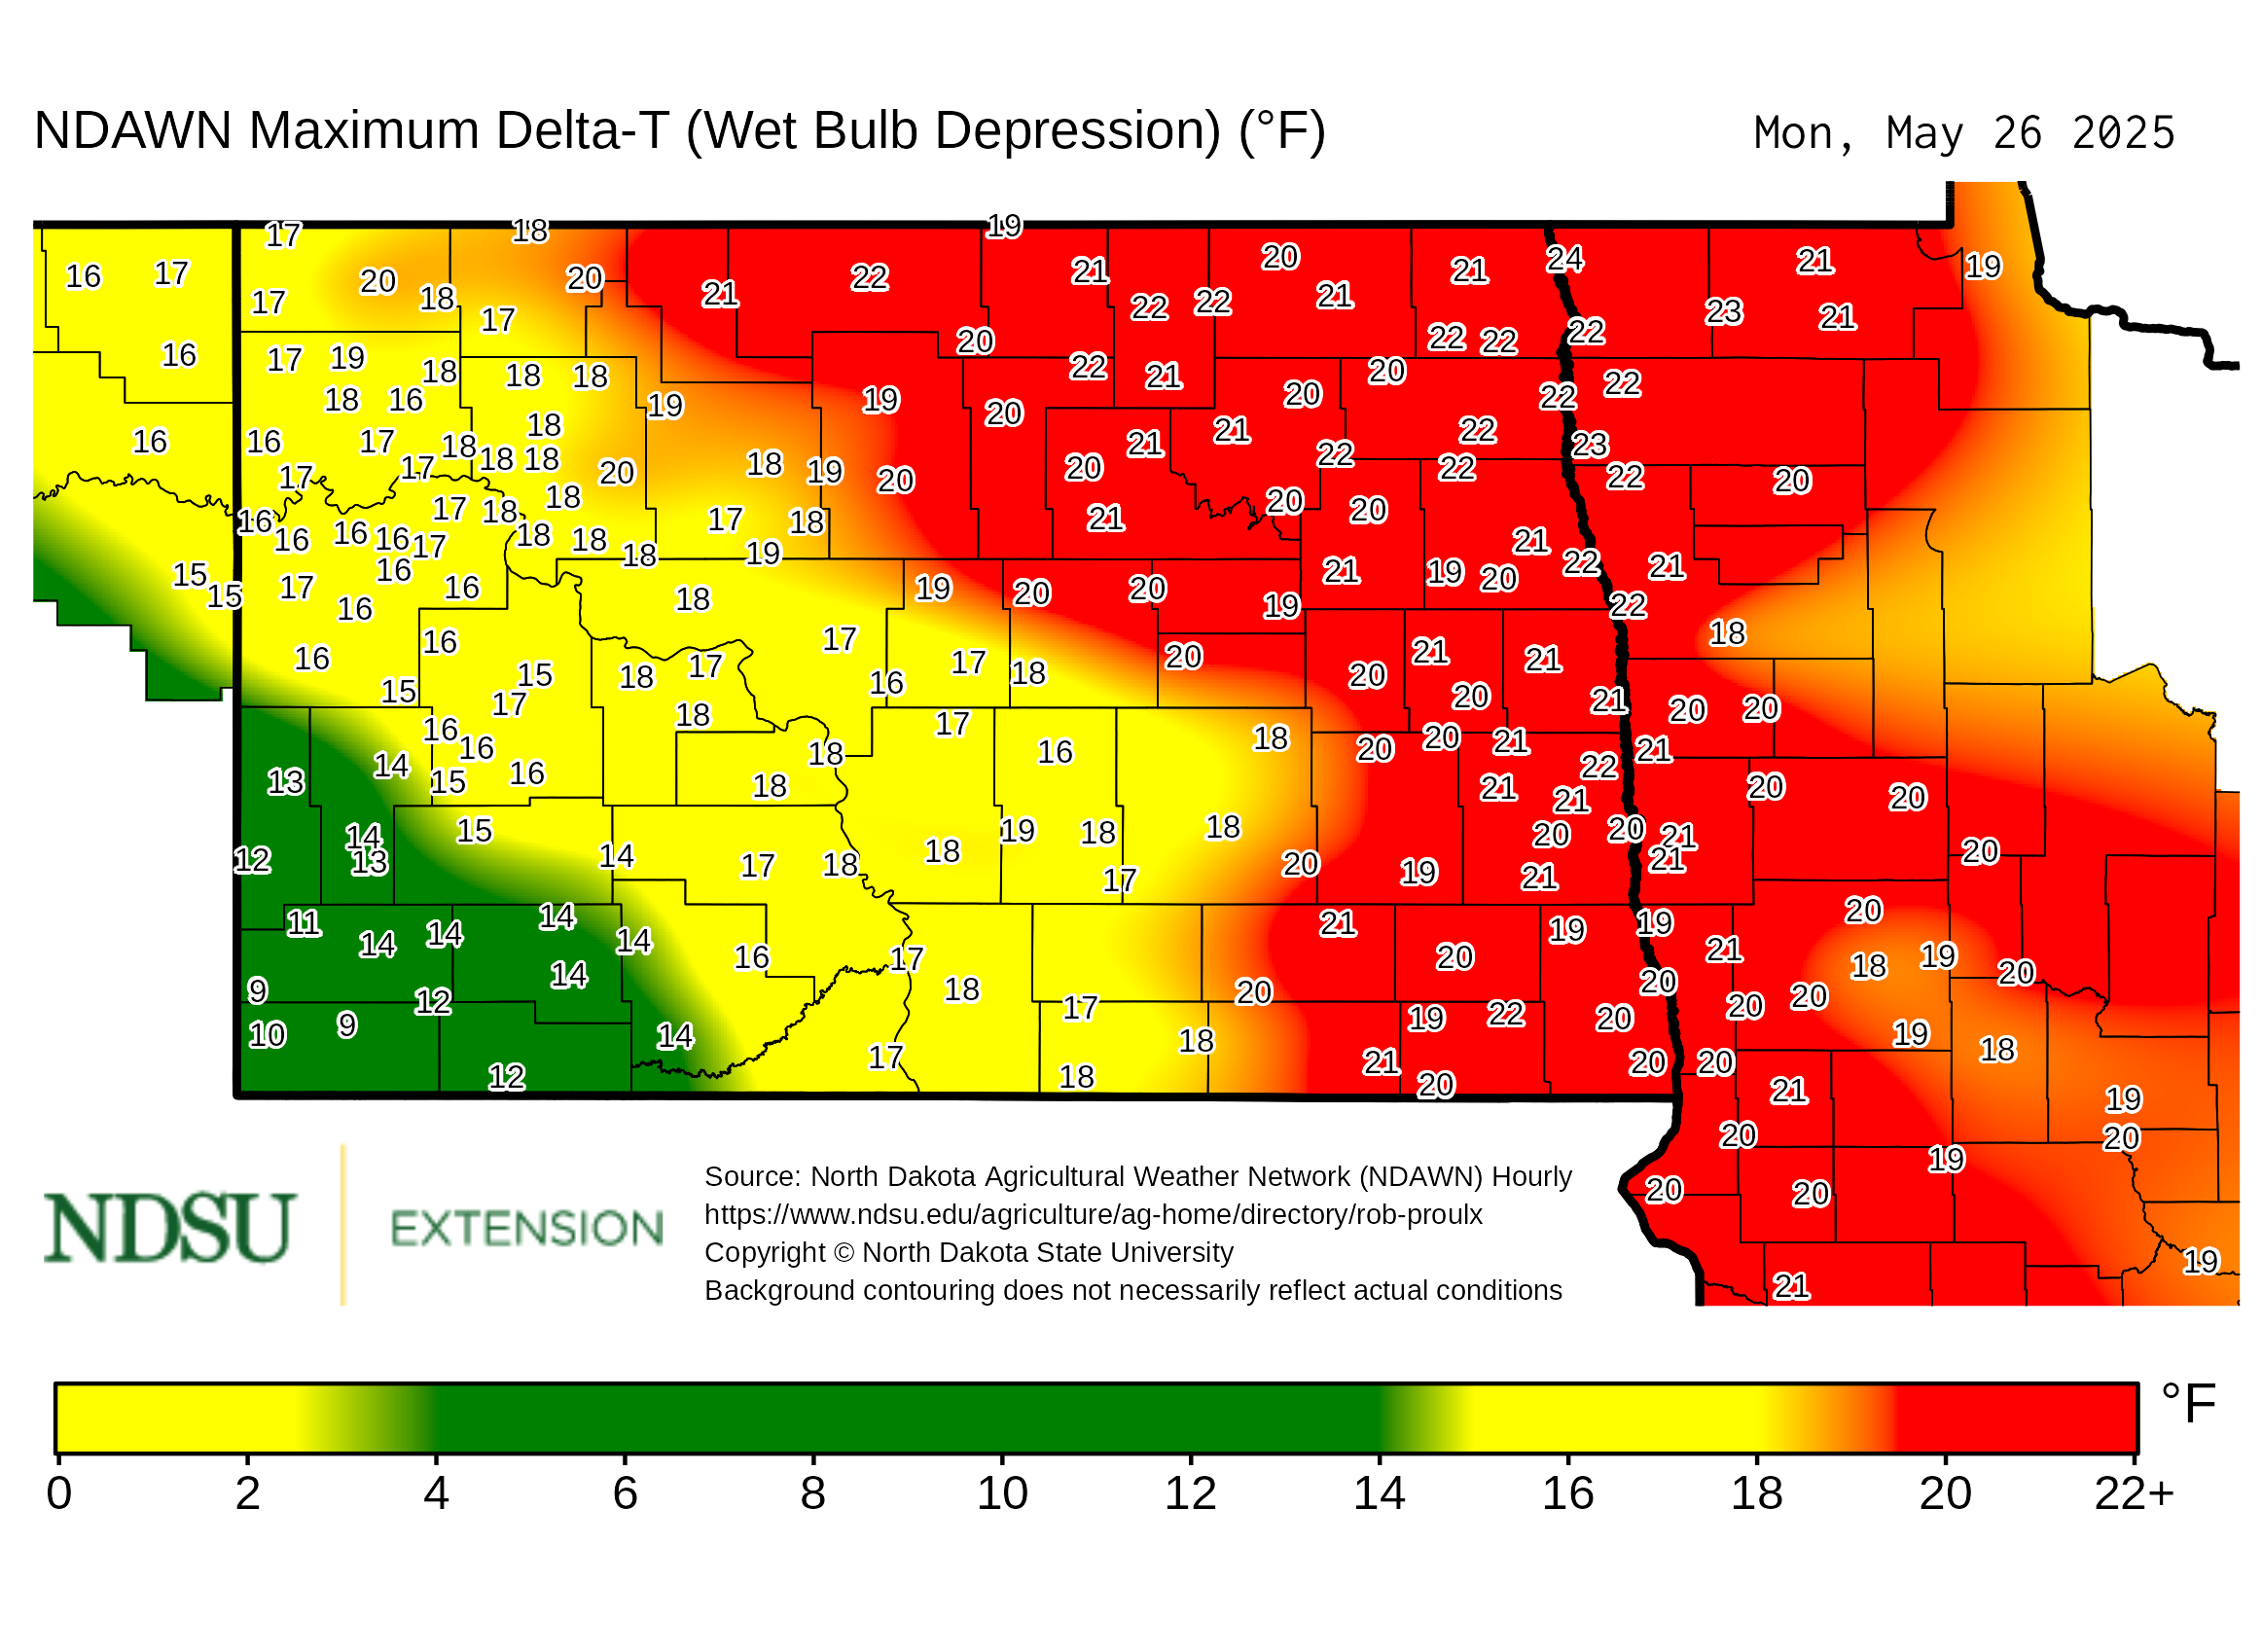 NDAWN Maximum Delta-T (Wet Bulb Depression) (°F)
Mon, May 26 2025
17 18 19
16 17 20 18 20 21 22 21 20 21 21 24 21 19
17 17 22 22 23 21
16 17 19 18 18 18 20 22 21 22 22 22
18 16 19 19 20 20 20 22 22
16 16 17 18 18 18 18 20 18 19 20 20 21 21 22 22 22 23 22 20
17 17 17 18 18 17 18 21 20 20
16 16 16 16 17 18 18 18 19 21 22 21
15 15 17 16 16 16 18 19 20 20 19 21 19 20 22
16 16 15 18 17 17 16 17 18 20 20 21 21 18
15 17 18 17 20 21 20 20
16 16 18 16 18 20 20 21 22 21
13 14 15 16 18 21 21 20 20
14 15 14 17 18 18 19 18 18 20 21 20
12 13 17 20 19 21 21 20
11 14 14 14 14 16 17 21 20 19 19 21 20 18 19 20
9 14 18 20 20 20 20
10 9 12 14 17 18 19 22 20 19 18
12 17 18 21 20 20 20 21 19
20 19 20
20 20 19
21
NDSU
EXTENSION
Source: North Dakota Agricultural Weather Network (NDAWN) Hourly
https://www.ndsu.edu/agriculture/ag-home/directory/rob-proulx
Copyright © North Dakota State University
Background contouring does not necessarily reflect actual conditions
°F
0 2 4 6 8 10 12 14 16 18 20 22+